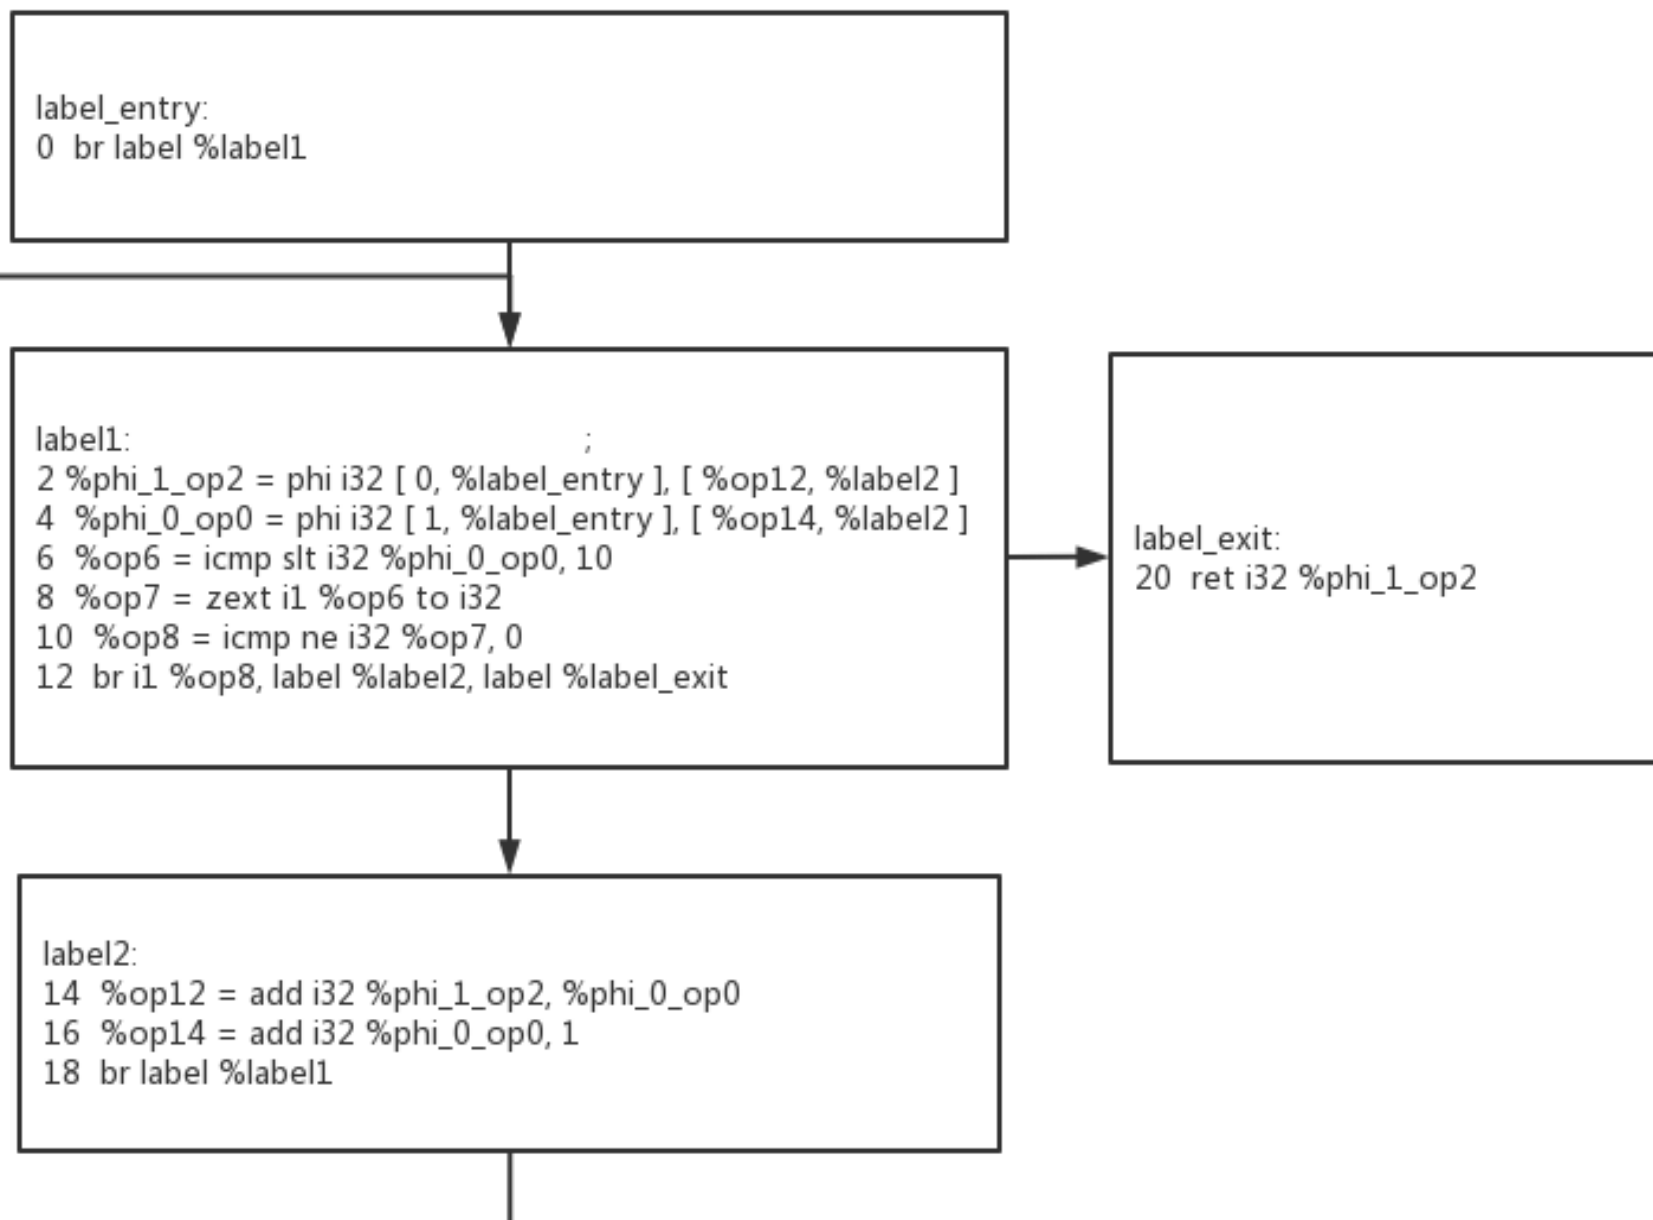 label_entry:
0 br label %label1
label1: ;
2 %phi_1_op2 = phi i32 [ 0, %label_entry ], [ %op12, %label2 ]
4 %phi_0_op0 = phi i32 [ 1, %label_entry ], [ %op14, %label2 ]
6 %op6 = icmp slt i32 %phi_0_op0, 10
8 %op7 = zext i1 %op6 to i32
10 %op8 = icmp ne i32 %op7, 0
12 br i1 %op8, label %label2, label %label_exit
label_exit:
20 ret i32 %phi_1_op2
label2:
14 %op12 = add i32 %phi_1_op2, %phi_0_op0
16 %op14 = add i32 %phi_0_op0, 1
18 br label %label1